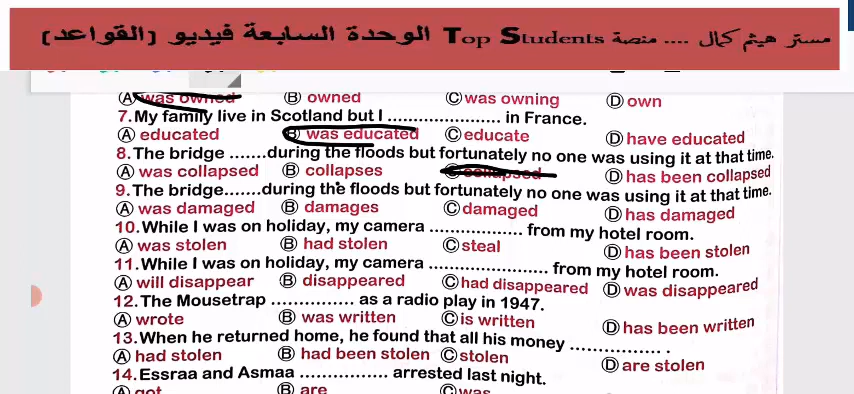 مستر هيثم كمال .... منصة Top Students الوحدة السابعة فيديو (القواعد)
Ⓐ was owned Ⓑ owned Ⓒ was owning Ⓓ own
7. My family live in Scotland but I ..................... in France.
Ⓐ educated Ⓑ was educated Ⓒ educate Ⓓ have educated
8. The bridge .......during the floods but fortunately no one was using it at that time.
Ⓐ was collapsed Ⓑ collapses Ⓒ collapsed Ⓓ has been collapsed
9. The bridge.......during the floods but fortunately no one was using it at that time.
Ⓐ was damaged Ⓑ damages Ⓒ damaged Ⓓ has damaged
10. While I was on holiday, my camera ................. from my hotel room.
Ⓐ was stolen Ⓑ had stolen Ⓒ steal Ⓓ has been stolen
11. While I was on holiday, my camera ...................... from my hotel room.
Ⓐ will disappear Ⓑ disappeared Ⓒ had disappeared Ⓓ was disappeared
12. The Mousetrap ............... as a radio play in 1947.
Ⓐ wrote Ⓑ was written Ⓒ is written Ⓓ has been written
13. When he returned home, he found that all his money ................. .
Ⓐ had stolen Ⓑ had been stolen Ⓒ stolen Ⓓ are stolen
14. Essraa and Asmaa ................ arrested last night.
Ⓐ got Ⓑ are Ⓒ was